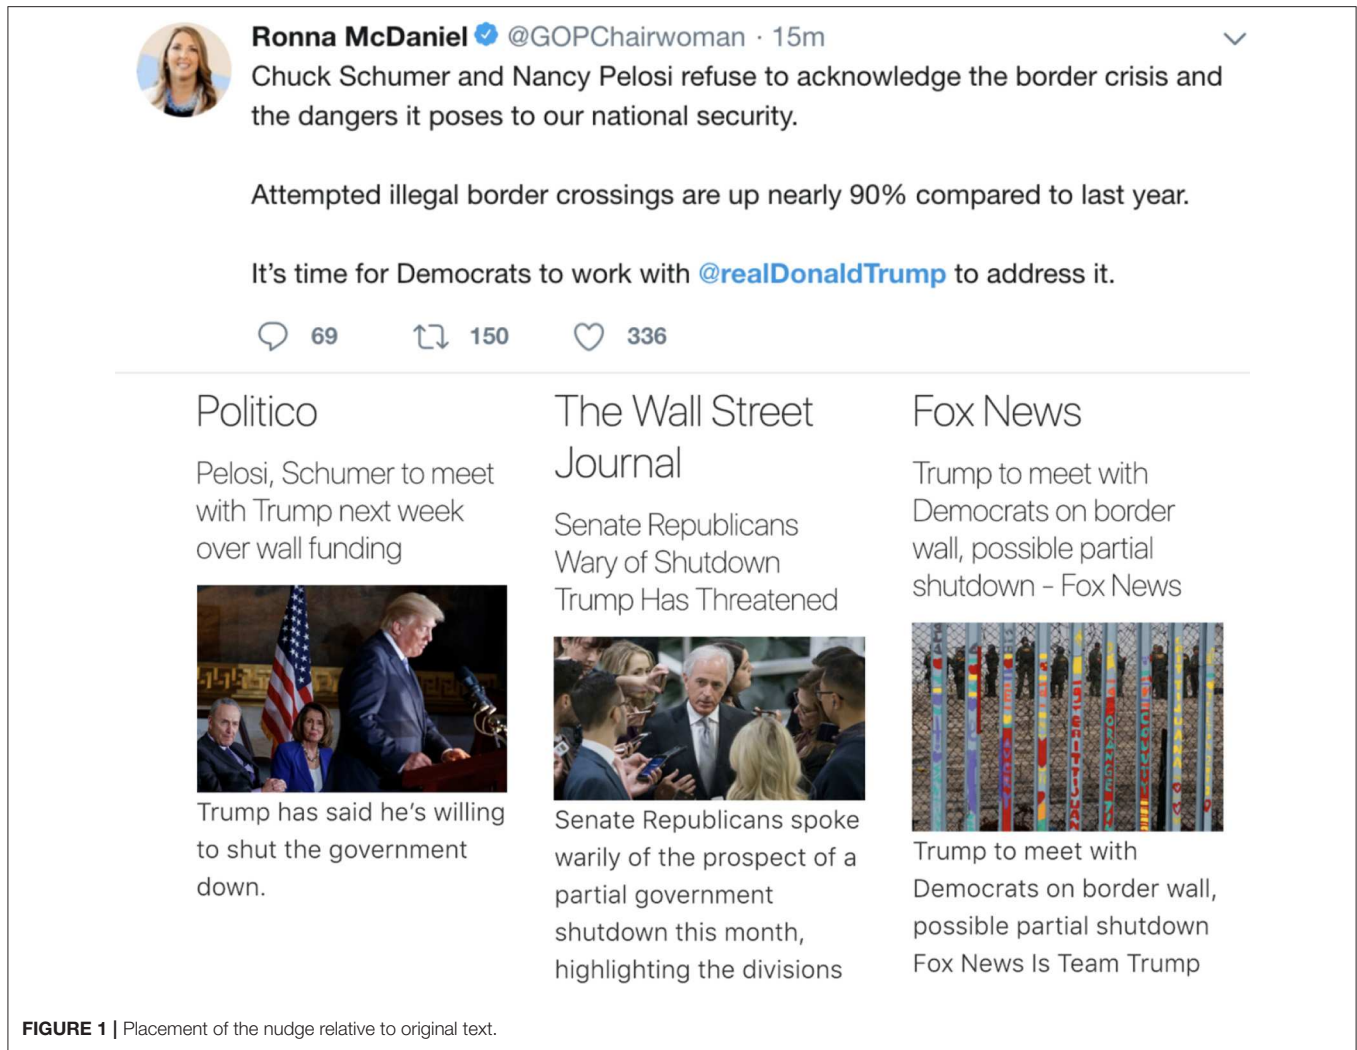 Ronna McDaniel @GOPChairwoman · 15m
Chuck Schumer and Nancy Pelosi refuse to acknowledge the border crisis and
the dangers it poses to our national security.
Attempted illegal border crossings are up nearly 90% compared to last year.
It's time for Democrats to work with @realDonaldTrump to address it.
69 150 336
Politico
Pelosi, Schumer to meet
with Trump next week
over wall funding
Trump has said he's willing
to shut the government
down.
The Wall Street
Journal
Senate Republicans
Wary of Shutdown
Trump Has Threatened
Senate Republicans spoke
warily of the prospect of a
partial government
shutdown this month,
highlighting the divisions
Fox News
Trump to meet with
Democrats on border
wall, possible partial
shutdown - Fox News
Trump to meet with
Democrats on border wall,
possible partial shutdown
Fox News Is Team Trump
FIGURE 1 | Placement of the nudge relative to original text.